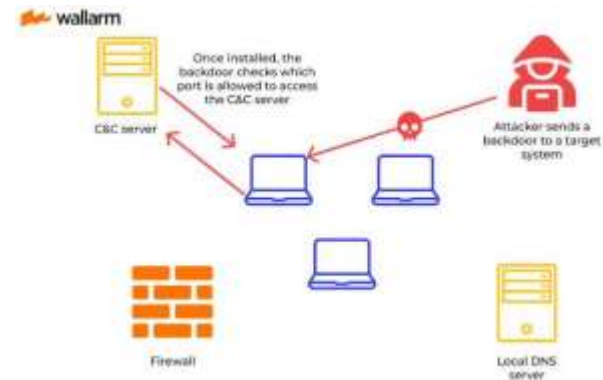 wallarm
Once installed, the
backdoor checks which
port is allowed to access
the C&C server
C&C server
Attacker sends a
backdoor to a target
system
Firewall
Local DNS
server